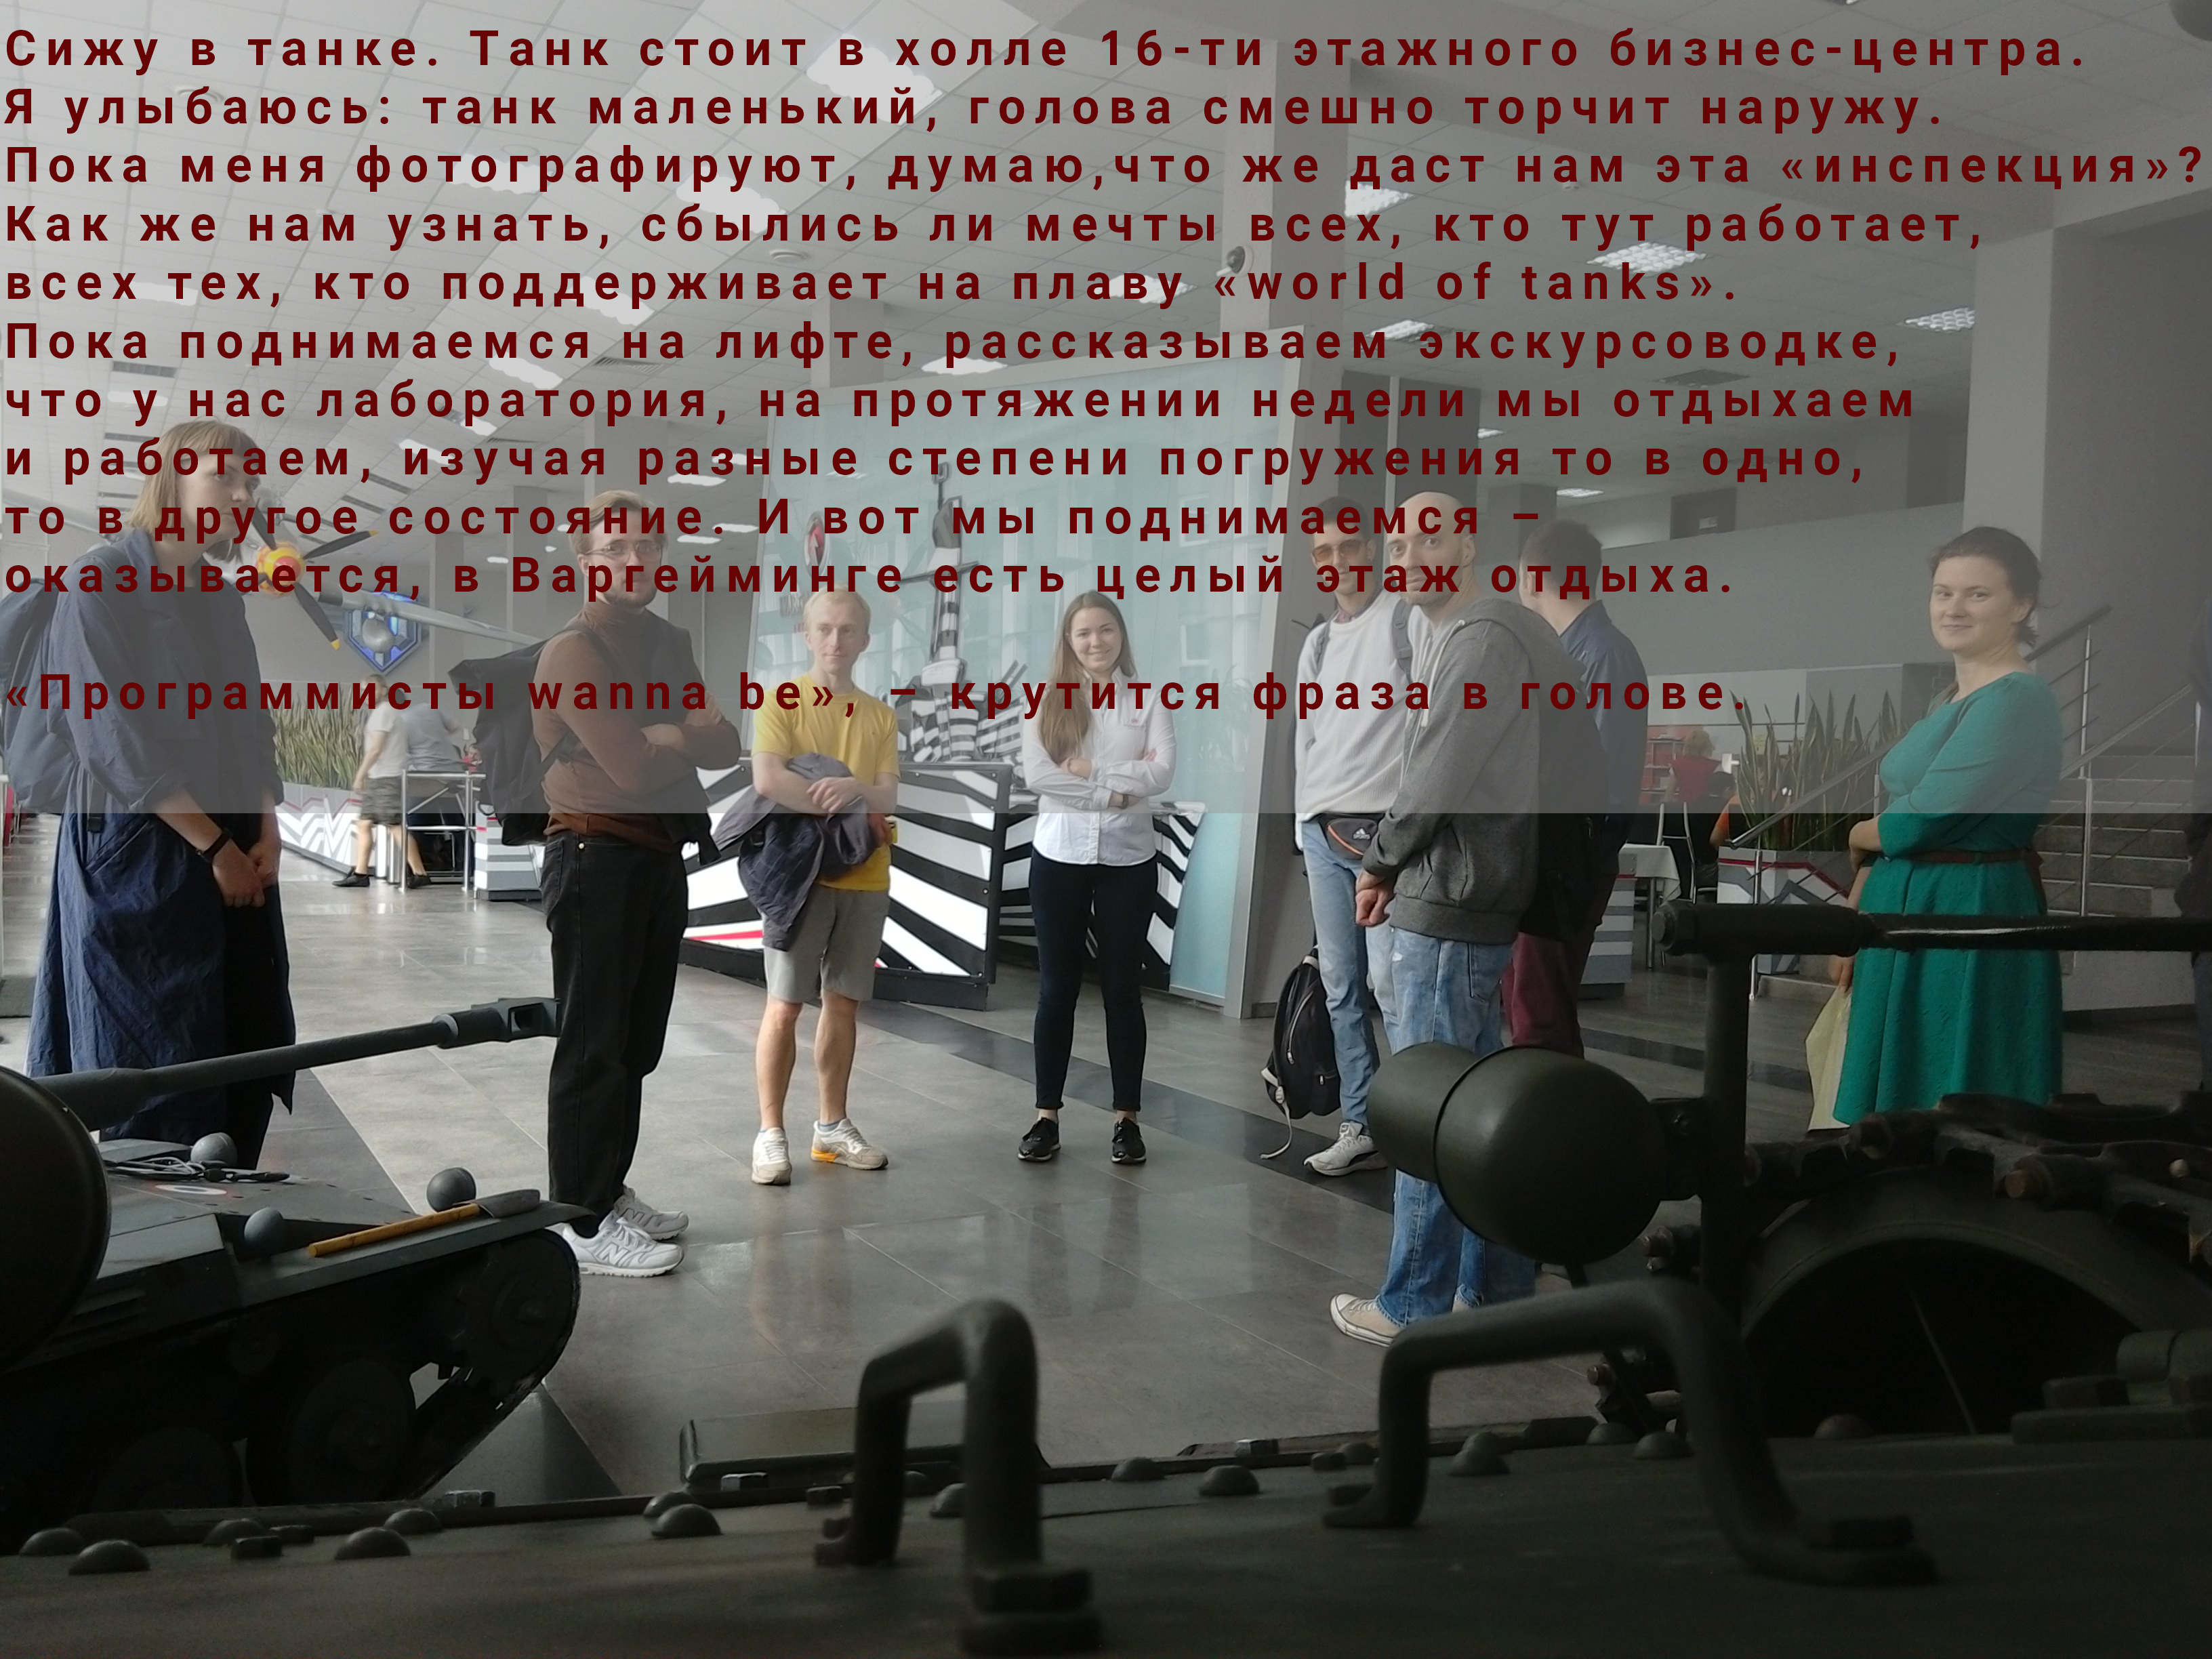 Сижу в танке. Танк стоит в холле 16-ти этажного бизнес-центра.
Я улыбаюсь: танк маленький, голова смешно торчит наружу.
Пока меня фотографируют, думаю,что же даст нам эта «инспекция»?
Как же нам узнать, сбылись ли мечты всех, кто тут работает,
всех тех, кто поддерживает на плаву «world of tanks».
Пока поднимаемся на лифте, рассказываем экскурсоводке,
что у нас лаборатория, на протяжении недели мы отдыхаем
и работаем, изучая разные степени погружения то в одно,
то в другое состояние. И вот мы поднимаемся –
оказывается, в Варгейминге есть целый этаж отдыха.
«Программисты wanna be», – крутится фраза в голове.